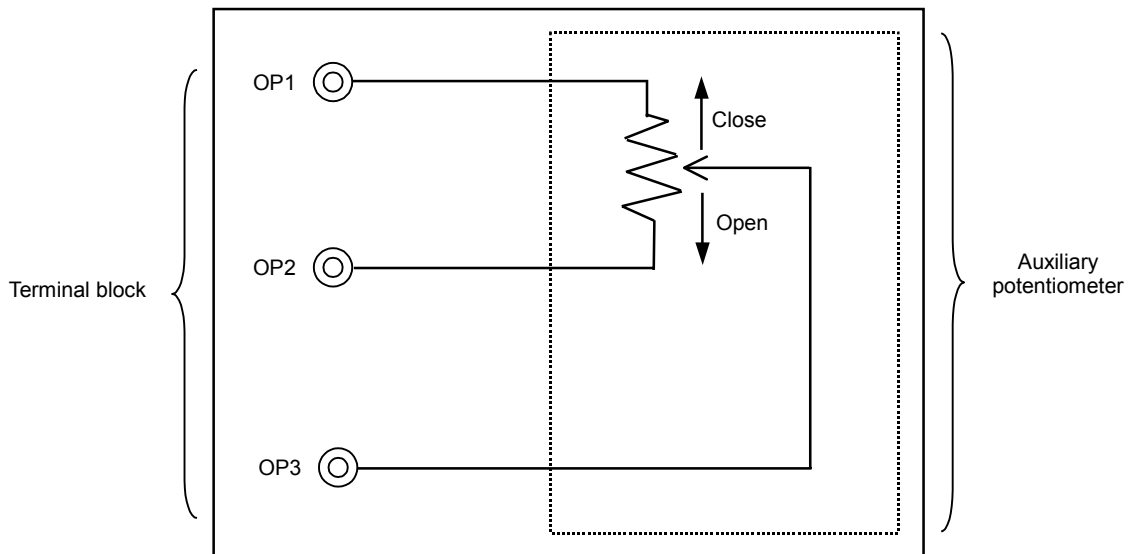 OP1
Close
Open
OP2
Terminal block
Auxiliary
potentiometer
OP3